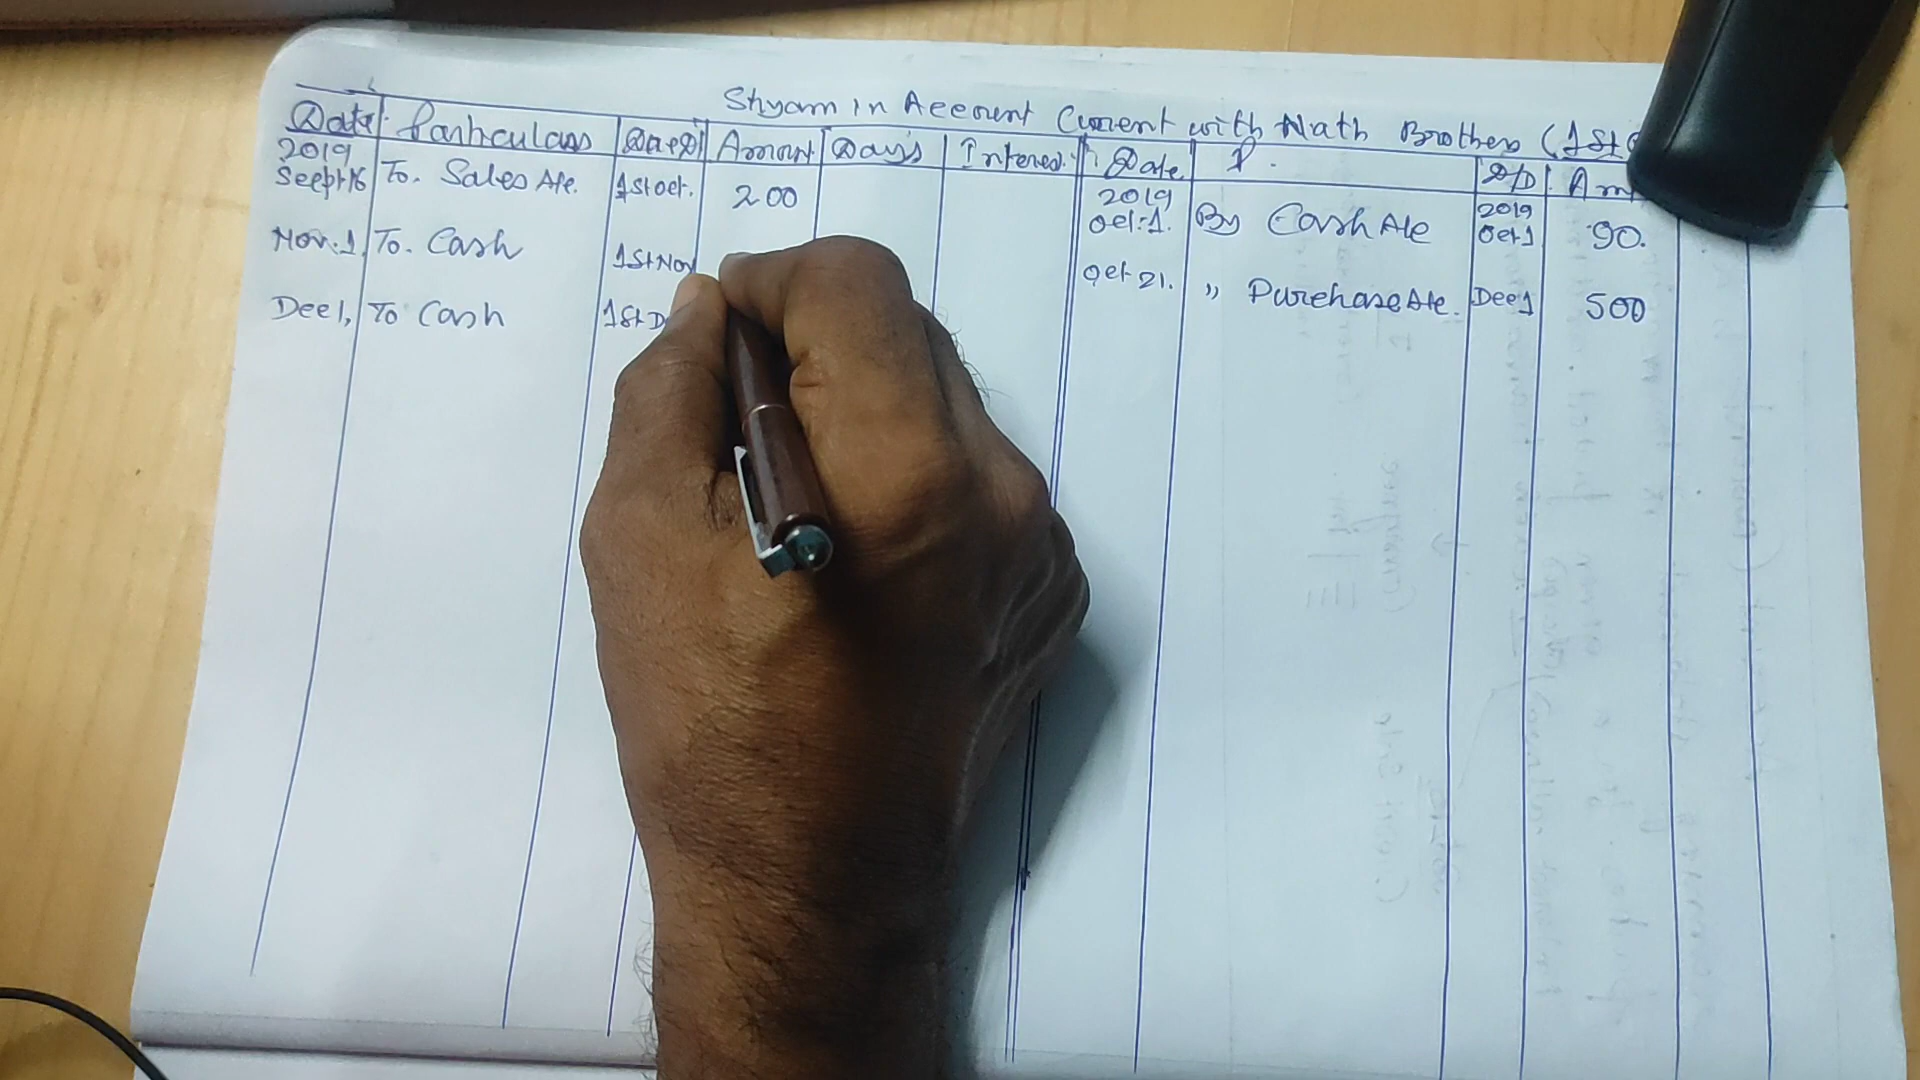 Shyam in Account Current with Nath Brothers (1st
Date Particulars Due D Amount Days Interest Date P. D/D Am
2019 2019 2019
Sept 16 To. Sales A/c. 1st Oct. 200 Oct. 1. By Cash A/c Oct 1 90.
Nov. 1 To. Cash 1st Nov Oct 21. " Purchase A/c. Dec 1 500
Dec 1, To Cash 1st D